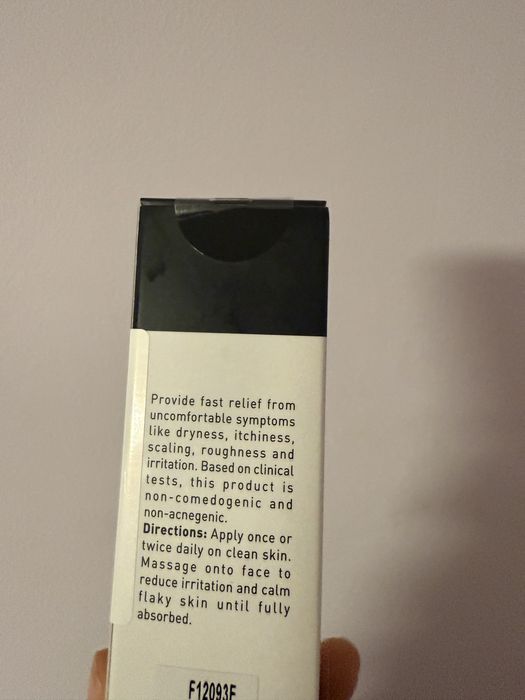 Provide fast relief from
uncomfortable symptoms
like dryness, itchiness,
scaling, roughness and
irritation. Based on clinical
tests, this product is
non-comedogenic and
non-acnegenic.
Directions: Apply once or
twice daily on clean skin.
Massage onto face to
reduce irritation and calm
flaky skin until fully
absorbed.
F12093F